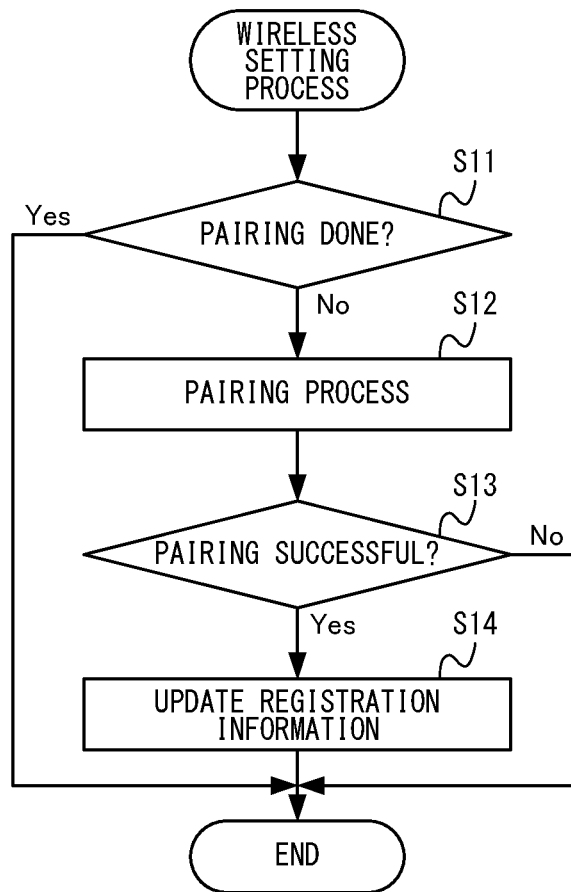 WIRELESS
SETTING
PROCESS
S11
Yes
PAIRING DONE?
No
S12
PAIRING PROCESS
S13
PAIRING SUCCESSFUL?
No
Yes
S14
UPDATE REGISTRATION
INFORMATION
END